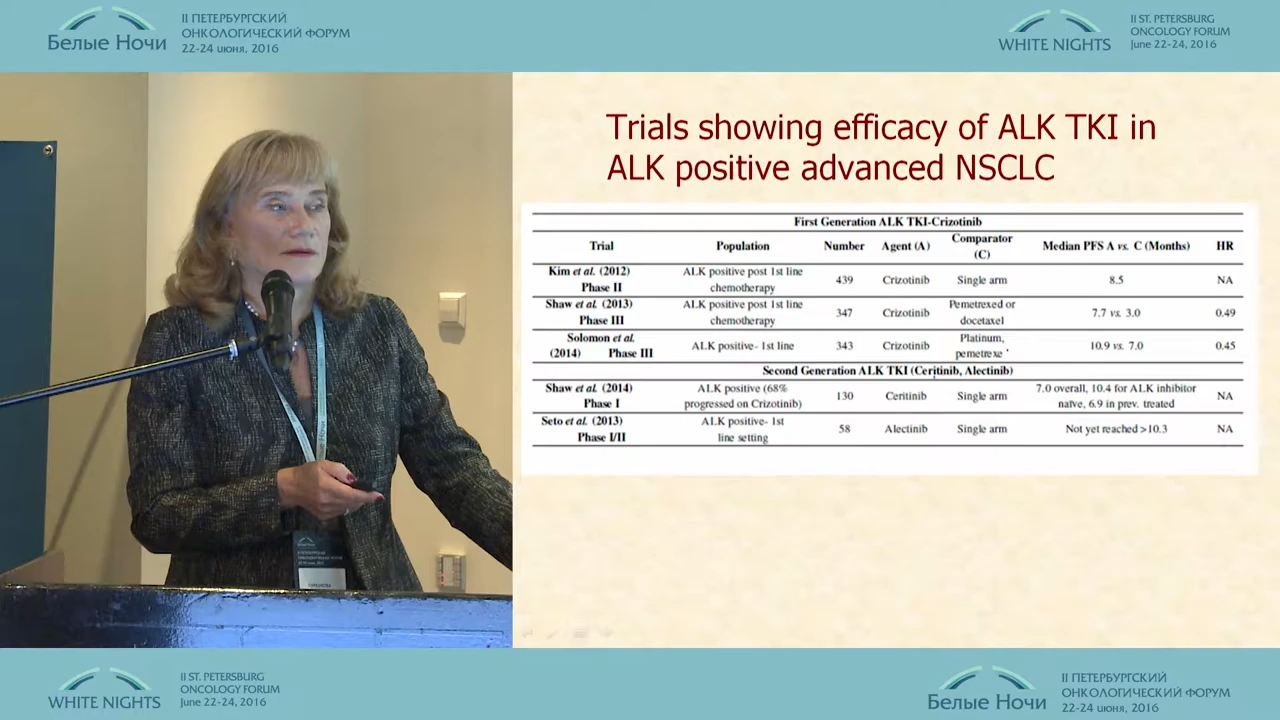 II ПЕТЕРБУРГСКИЙ
ОНКОЛОГИЧЕСКИЙ ФОРУМ
22-24 июня, 2016
Белые Ночи
WHITE NIGHTS
II ST. PETERSBURG
ONCOLOGY FORUM
June 22-24, 2016
Trials showing efficacy of ALK TKI in
ALK positive advanced NSCLC
First Generation ALK TKI-Crizotinib
Trial Population Number Agent (A) Comparator (C) Median PFS A vs. C (Months) HR
Kim et al. (2012) Phase II ALK positive post 1st line chemotherapy 439 Crizotinib Single arm 8.5 NA
Shaw et al. (2013) Phase III ALK positive post 1st line chemotherapy 347 Crizotinib Pemetrexed or docetaxel 7.7 vs. 3.0 0.49
Solomon et al. (2014) Phase III ALK positive- 1st line 343 Crizotinib Platinum, pemetrexe 10.9 vs. 7.0 0.45
Second Generation ALK TKI (Ceritinib, Alectinib)
Shaw et al. (2014) Phase I ALK positive (68% progressed on Crizotinib) 130 Ceritinib Single arm 7.0 overall, 10.4 for ALK inhibitor naïve, 6.9 in prev. treated NA
Seto et al. (2013) Phase I/II ALK positive- 1st line setting 58 Alectinib Single arm Not yet reached >10.3 NA
WHITE NIGHTS
II ST. PETERSBURG
ONCOLOGY FORUM
June 22-24, 2016
Белые Ночи
II ПЕТЕРБУРГСКИЙ
ОНКОЛОГИЧЕСКИЙ ФОРУМ
22-24 июня, 2016